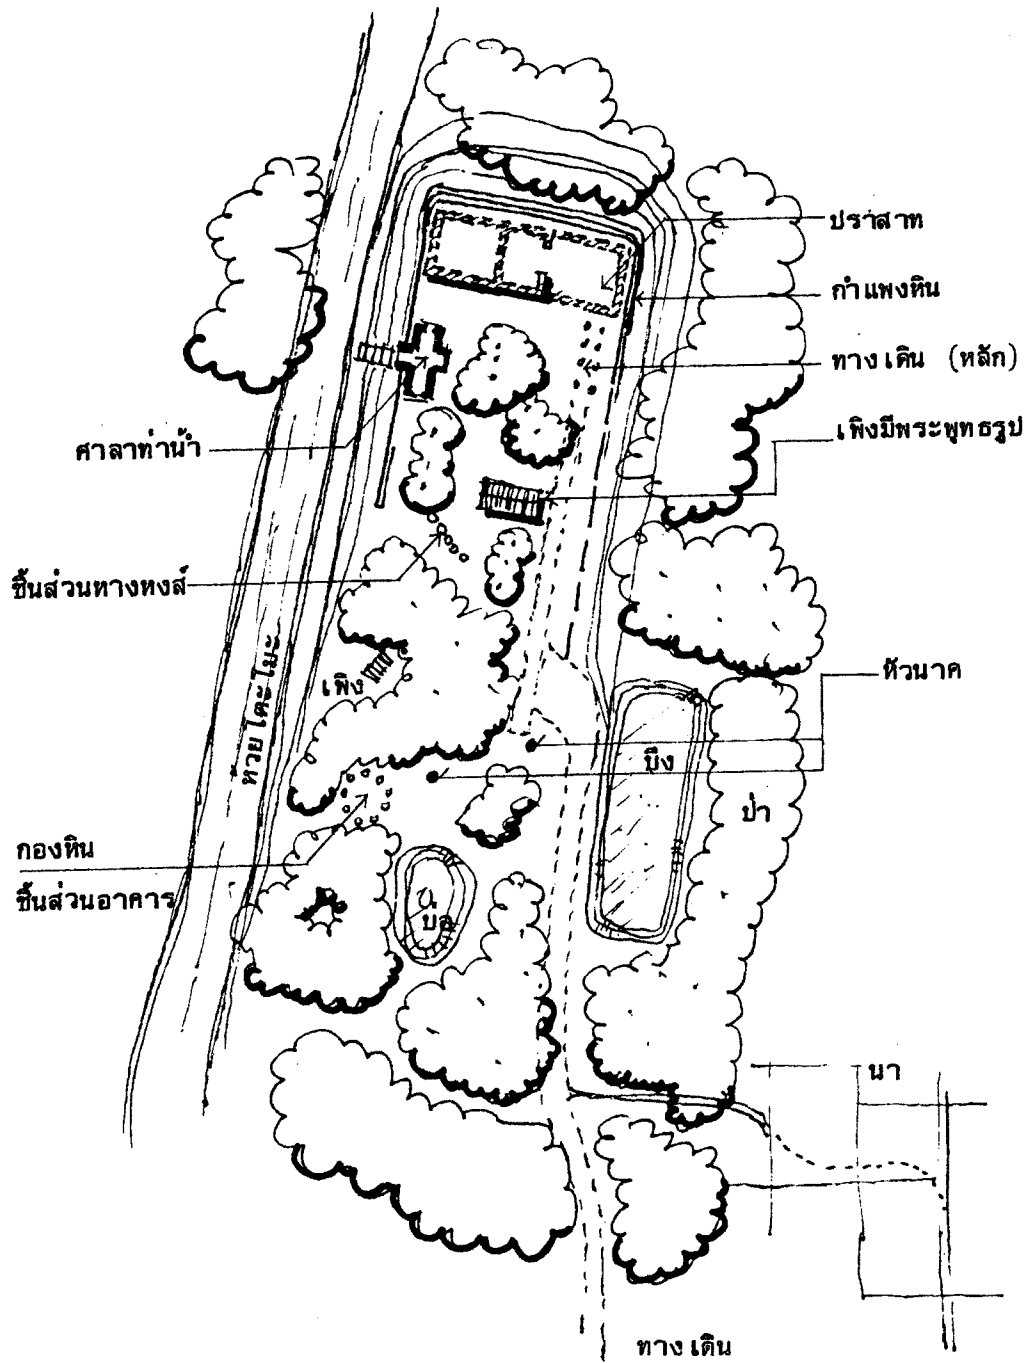 ปราสาท
กำแพงหิน
ทางเดิน (หลัก)
เพิงมีพระพุทธรูป
ศาลาท่าน้ำ
ชิ้นส่วนหางหงส์
ห้วยโตะโมะ
เพิง
หัวนาค
บึง
ป่า
กองหิน
ชิ้นส่วนอาคาร
บ่อ
นา
ทางเดิน